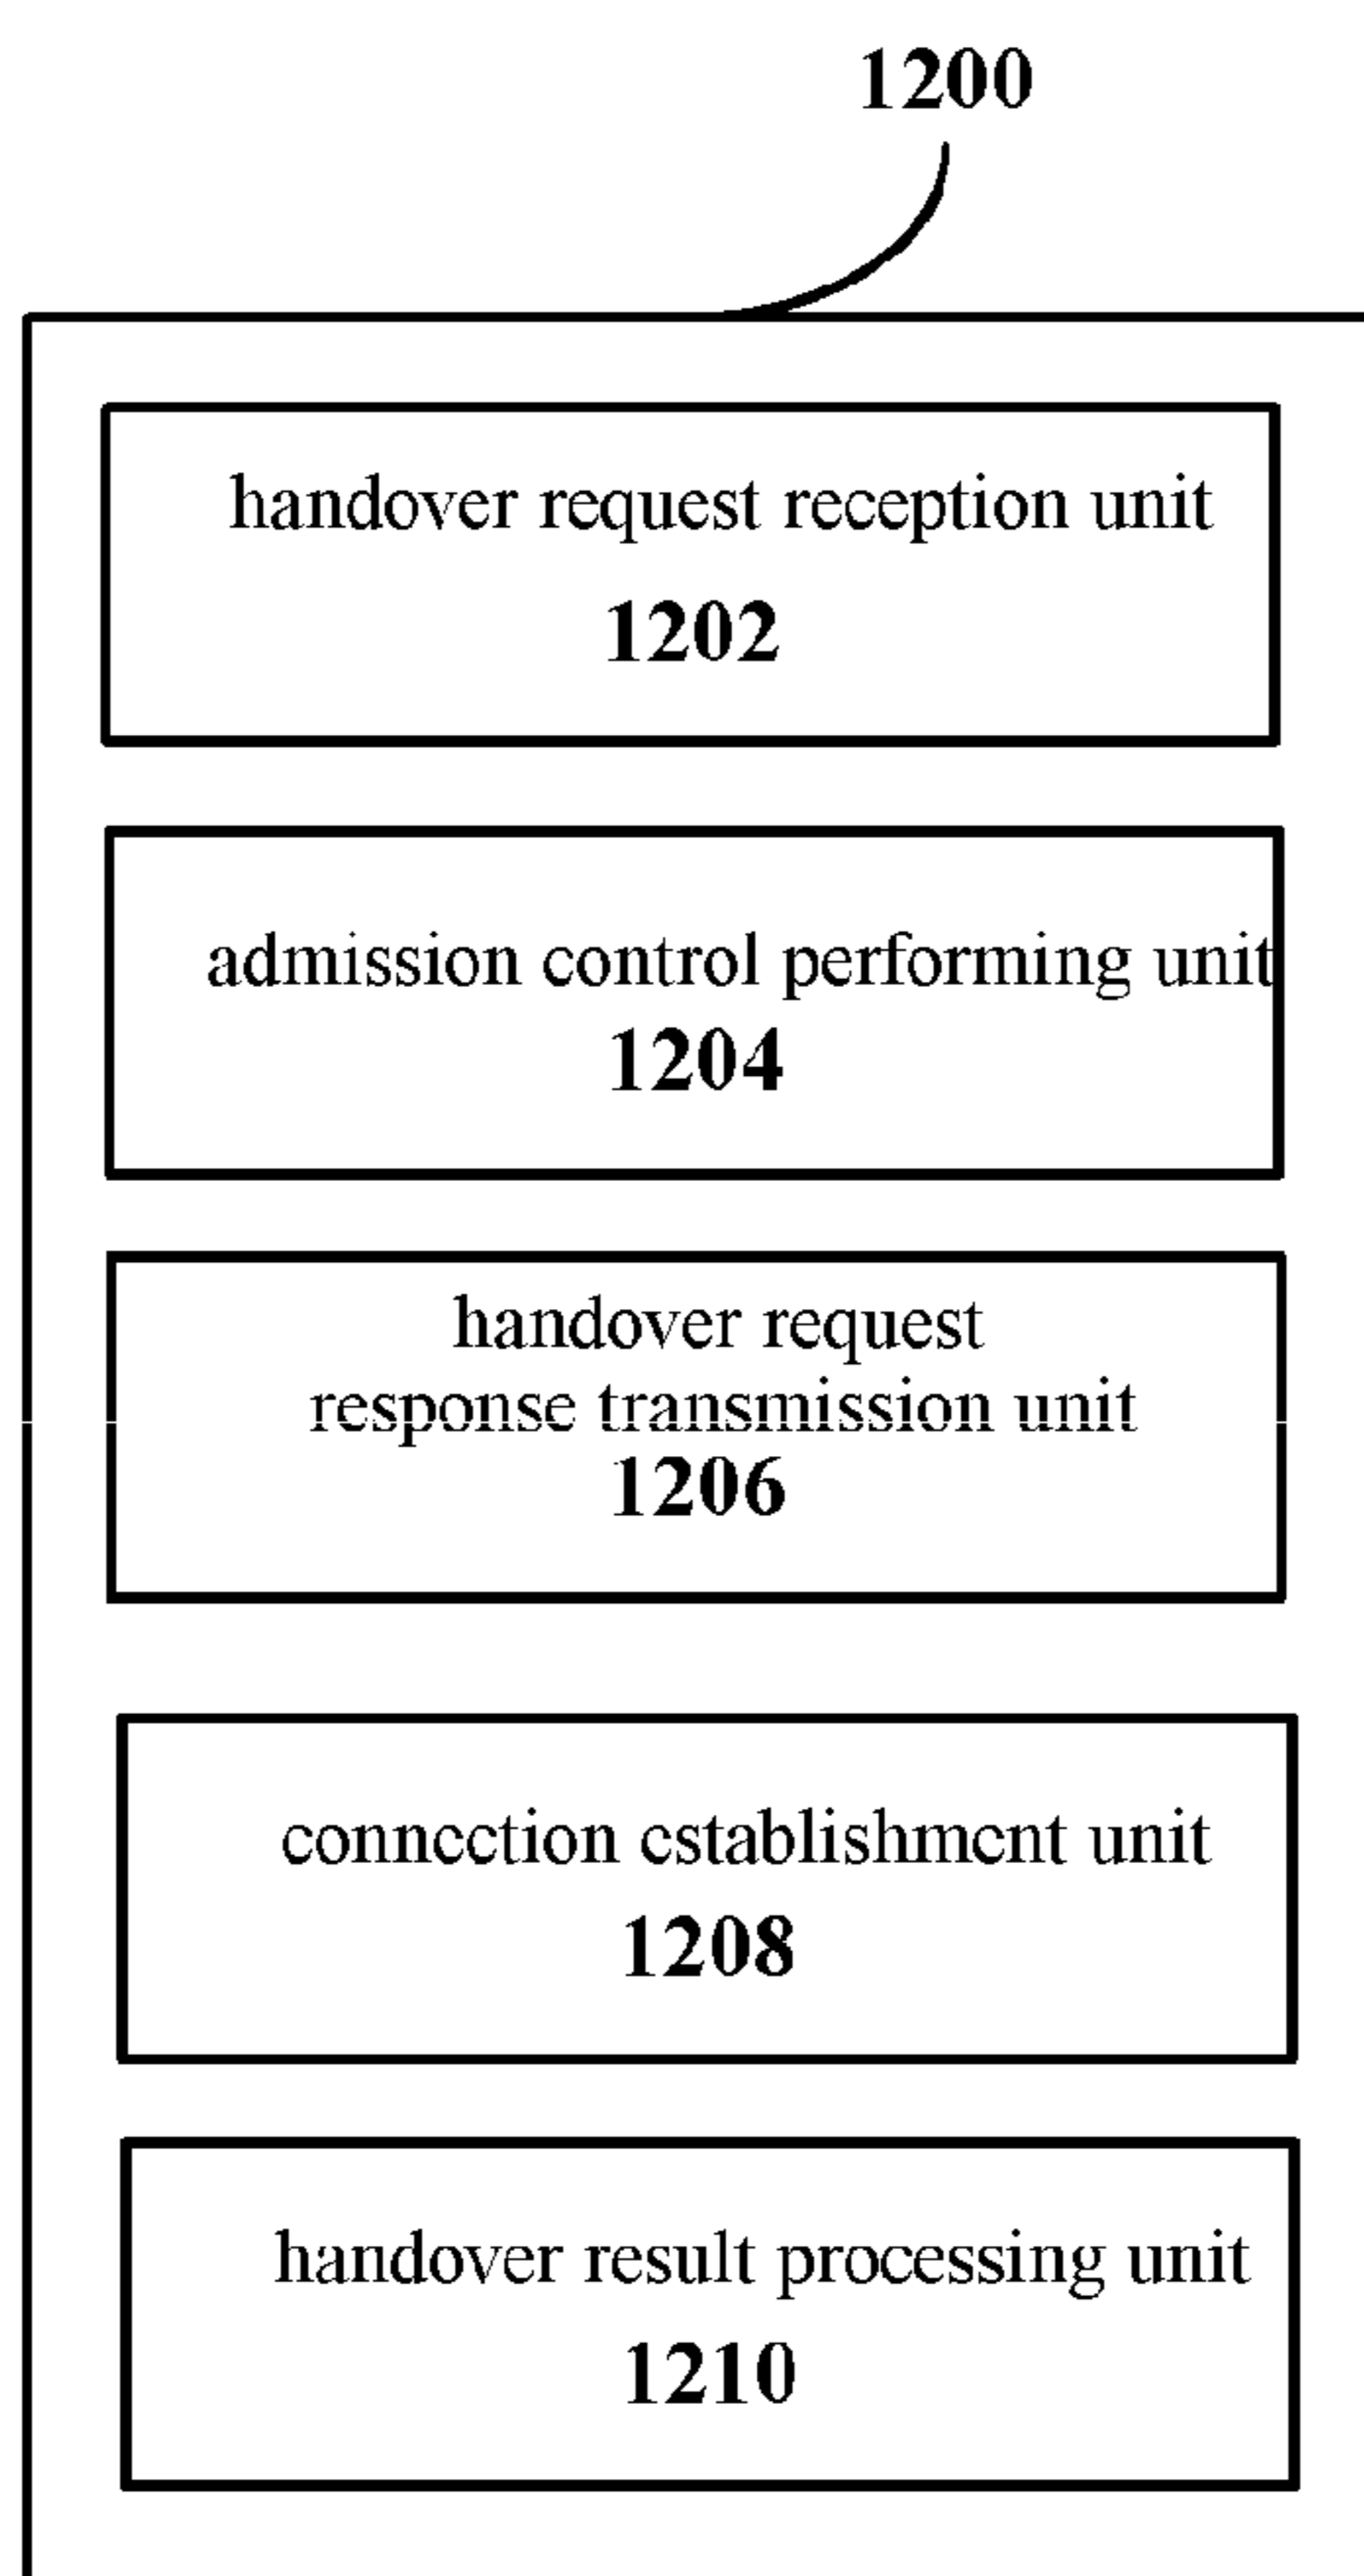 1200
handover request reception unit
1202
admission control performing unit
1204
handover request
response transmission unit
1206
connection establishment unit
1208
handover result processing unit
1210